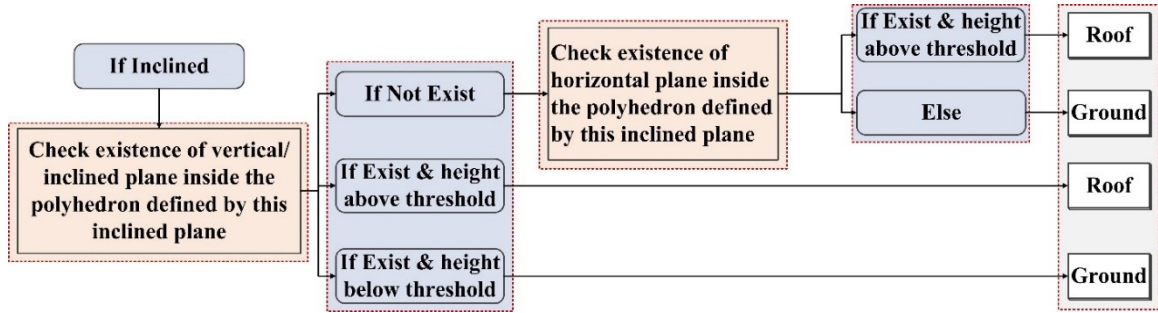 If Inclined
Check existence of vertical/
inclined plane inside the
polyhedron defined by this
inclined plane
If Not Exist
If Exist & height
above threshold
If Exist & height
below threshold
Check existence of
horizontal plane inside
the polyhedron defined
by this inclined plane
If Exist & height
above threshold
Else
Roof
Ground
Roof
Ground